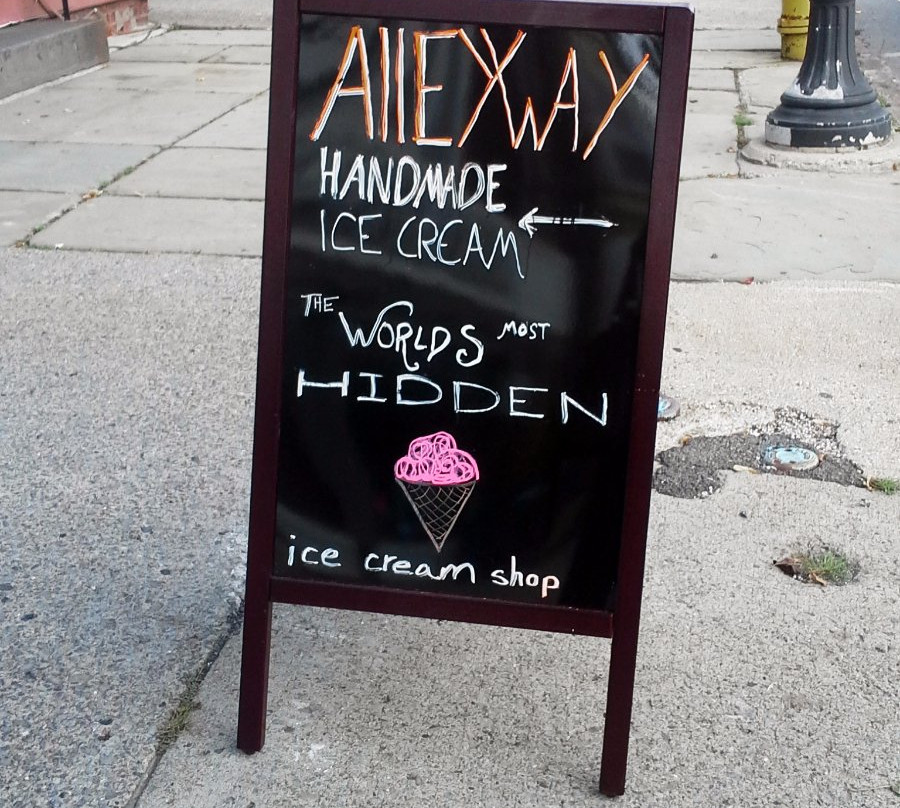 AllEYWAY
HANDMADE
ICE CREAM
THE WORLDS MOST
HIDDEN
ice cream shop